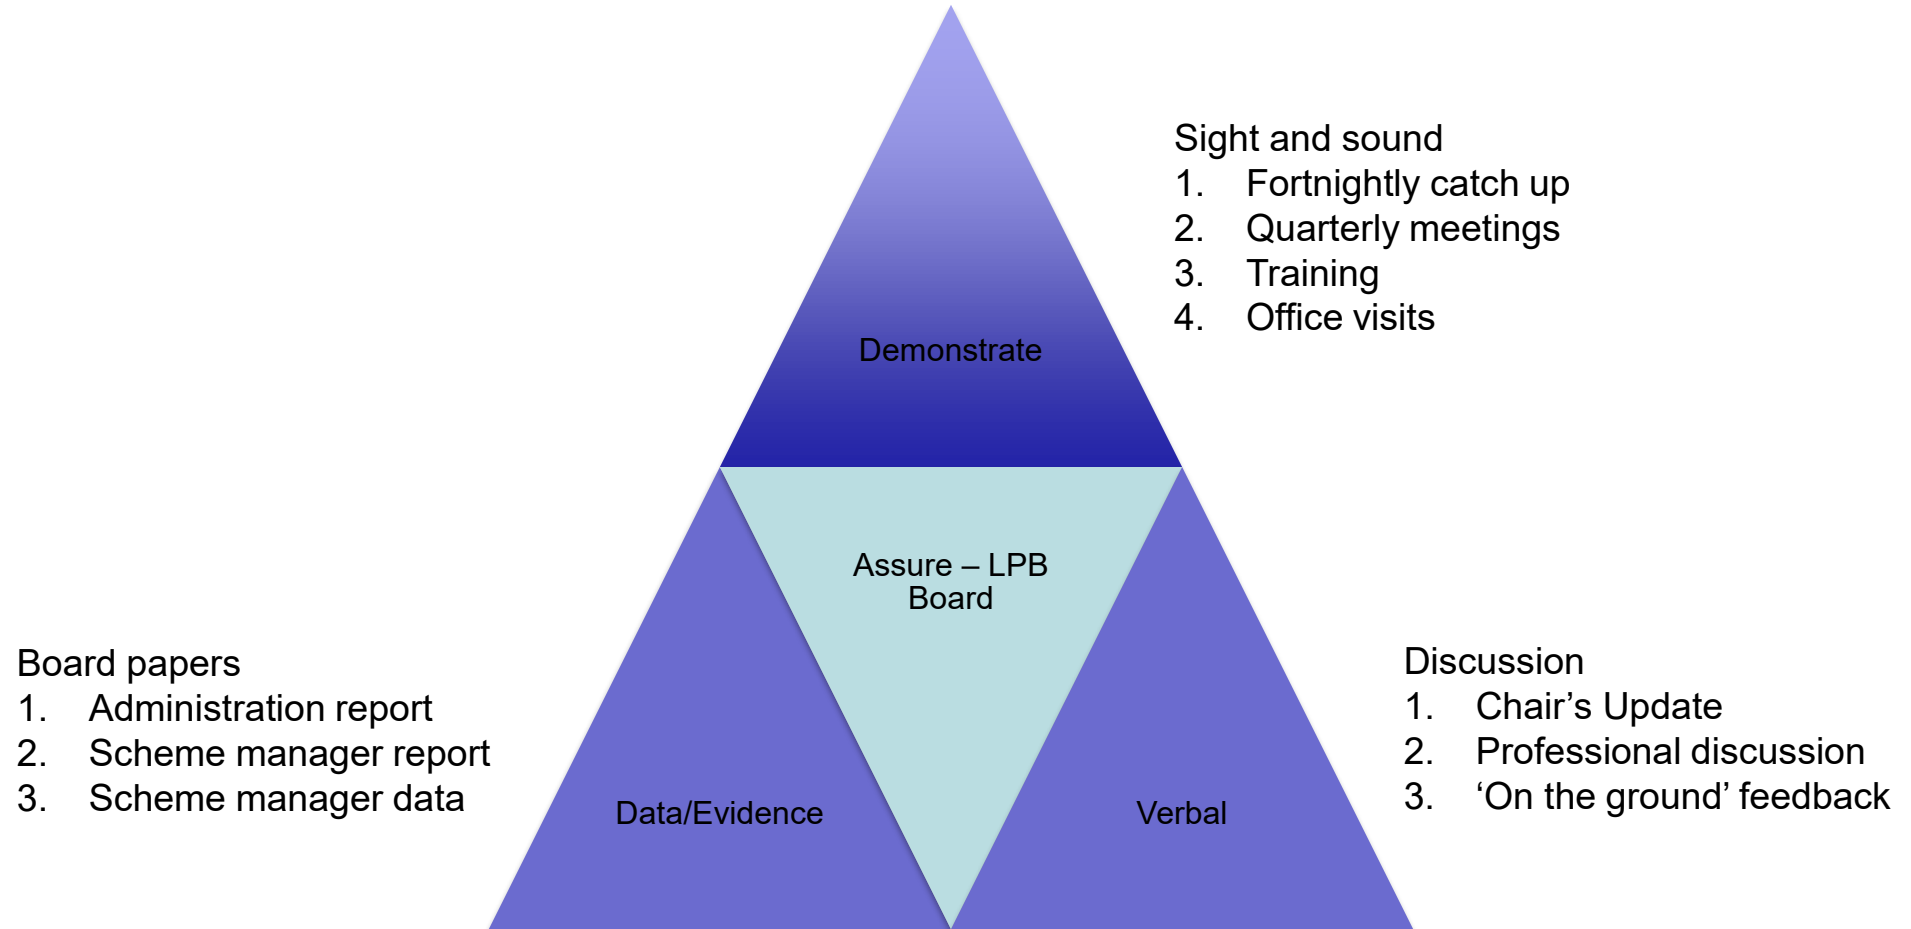 Sight and sound
1. Fortnightly catch up
2. Quarterly meetings
3. Training
4. Office visits
Demonstrate
Assure – LPB
Board
Board papers
1. Administration report
2. Scheme manager report
3. Scheme manager data
Data/Evidence
Verbal
Discussion
1. Chair’s Update
2. Professional discussion
3. ‘On the ground’ feedback